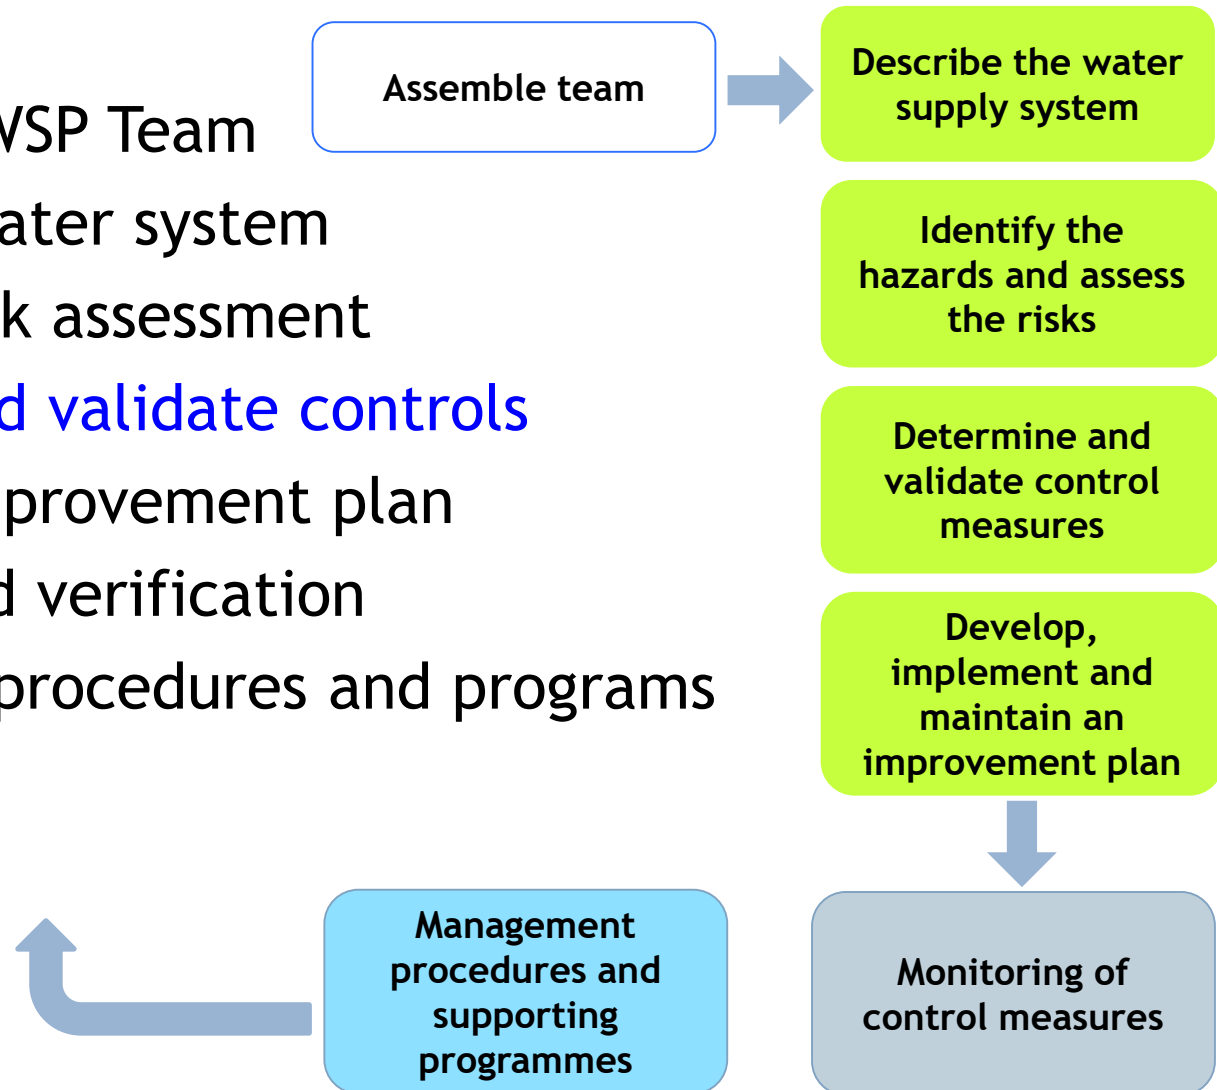 WSP Team
ater system
k assessment
d validate controls
provement plan
d verification
procedures and programs
Assemble team
Describe the water
supply system
Identify the
hazards and assess
the risks
Determine and
validate control
measures
Develop,
implement and
maintain an
improvement plan
Monitoring of
control measures
Management
procedures and
supporting
programmes